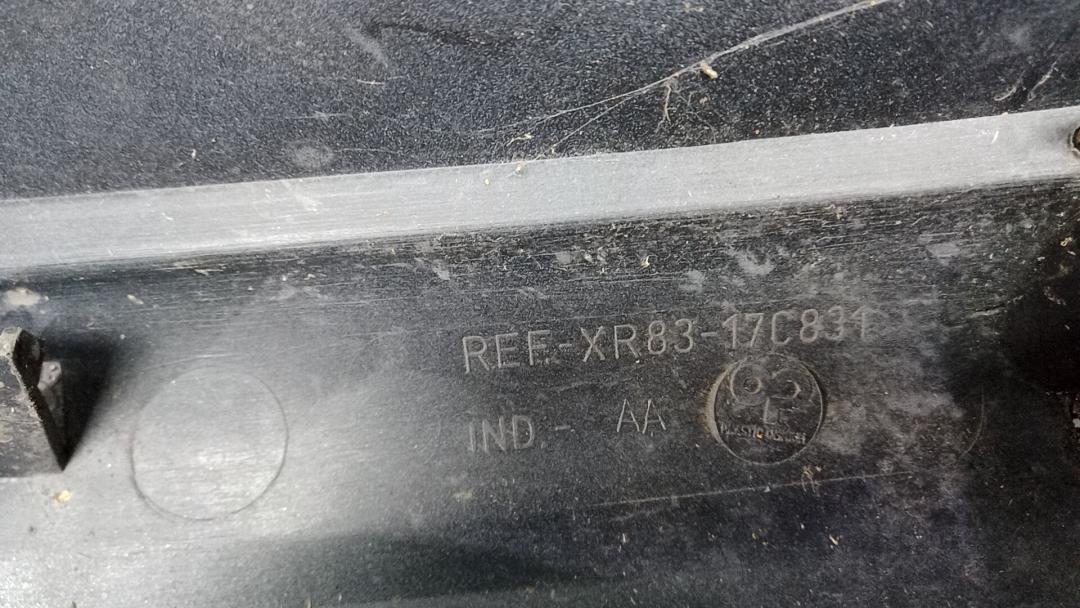 REF.-XR83-17C831
IND - AA